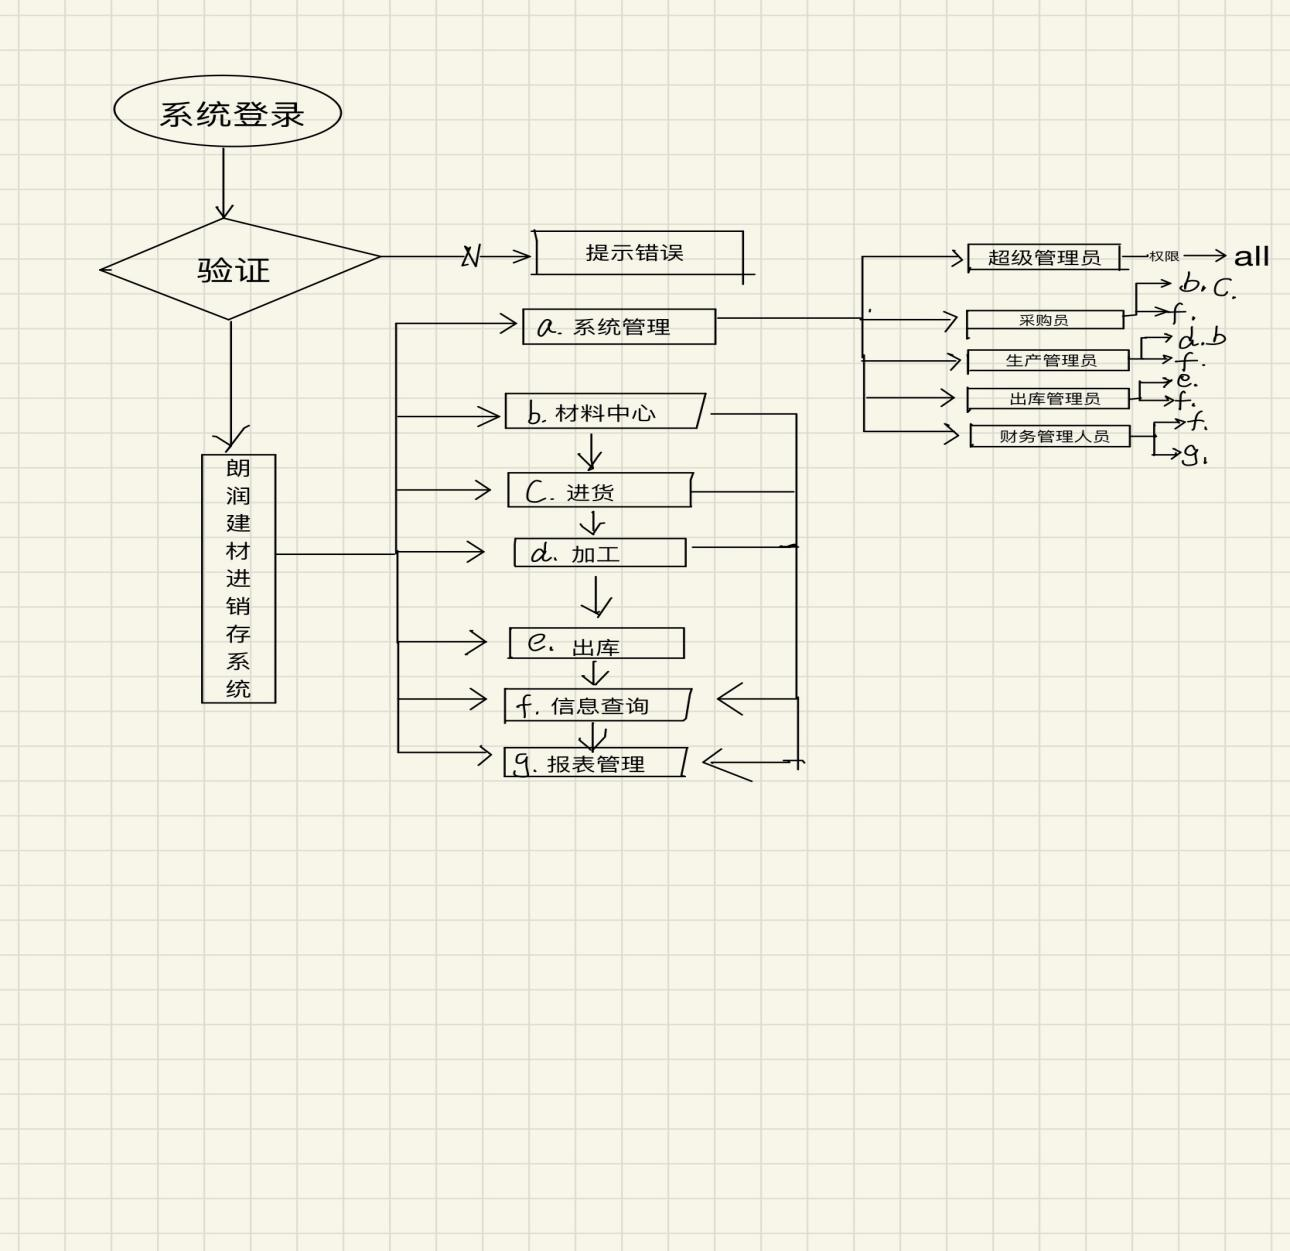 系统登录
验证
N
提示错误
朗润建材进销存系统
a. 系统管理
b. 材料中心
C. 进货
d. 加工
e. 出库
f. 信息查询
g. 报表管理
超级管理员 权限 all
采购员 b. c.
f.
生产管理员 d. b
f.
出库管理员 e.
f.
财务管理人员 f.
g.